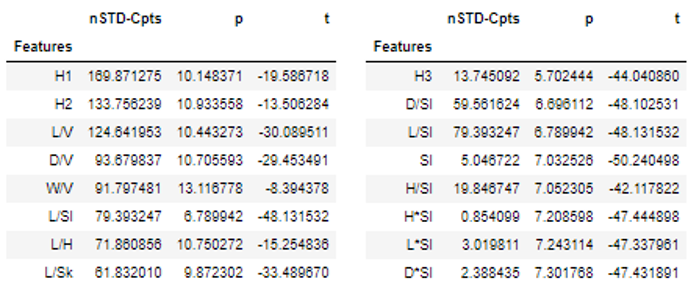 nSTD-Cpts p t
Features
H1 169.871275 10.148371 -19.586718
H2 133.756239 10.933558 -13.506284
L/V 124.641953 10.443273 -30.089511
D/V 93.679837 10.705593 -29.453491
W/V 91.797481 13.116778 -8.394378
L/SI 79.393247 6.789942 -48.131532
L/H 71.860856 10.750272 -15.254836
L/Sk 61.832010 9.872302 -33.489670
nSTD-Cpts p t
Features
H3 13.745092 5.702444 -44.040860
D/SI 59.561624 6.696112 -48.102531
L/SI 79.393247 6.789942 -48.131532
SI 5.046722 7.032526 -50.240498
H/SI 19.846747 7.052305 -42.117822
H*SI 0.854099 7.208598 -47.444898
L*SI 3.019811 7.243114 -47.337961
D*SI 2.388435 7.301768 -47.431891